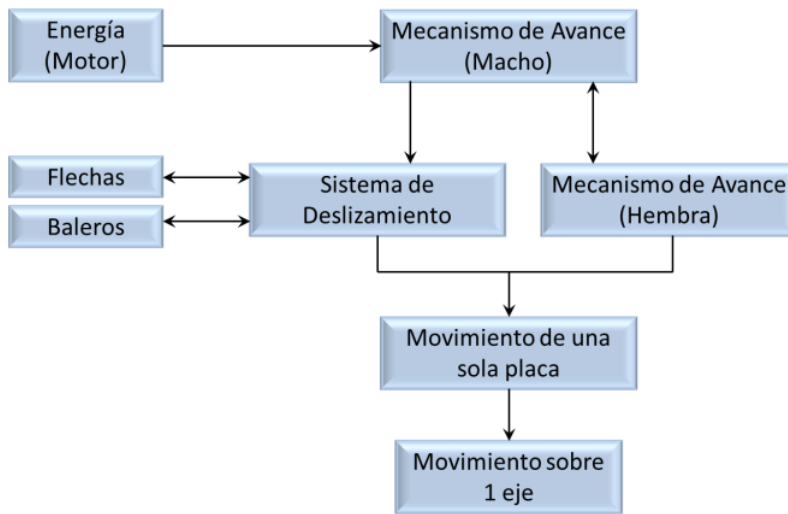 Energía
(Motor)
Mecanismo de Avance
(Macho)
Flechas
Baleros
Sistema de
Deslizamiento
Mecanismo de Avance
(Hembra)
Movimiento de una
sola placa
Movimiento sobre
1 eje